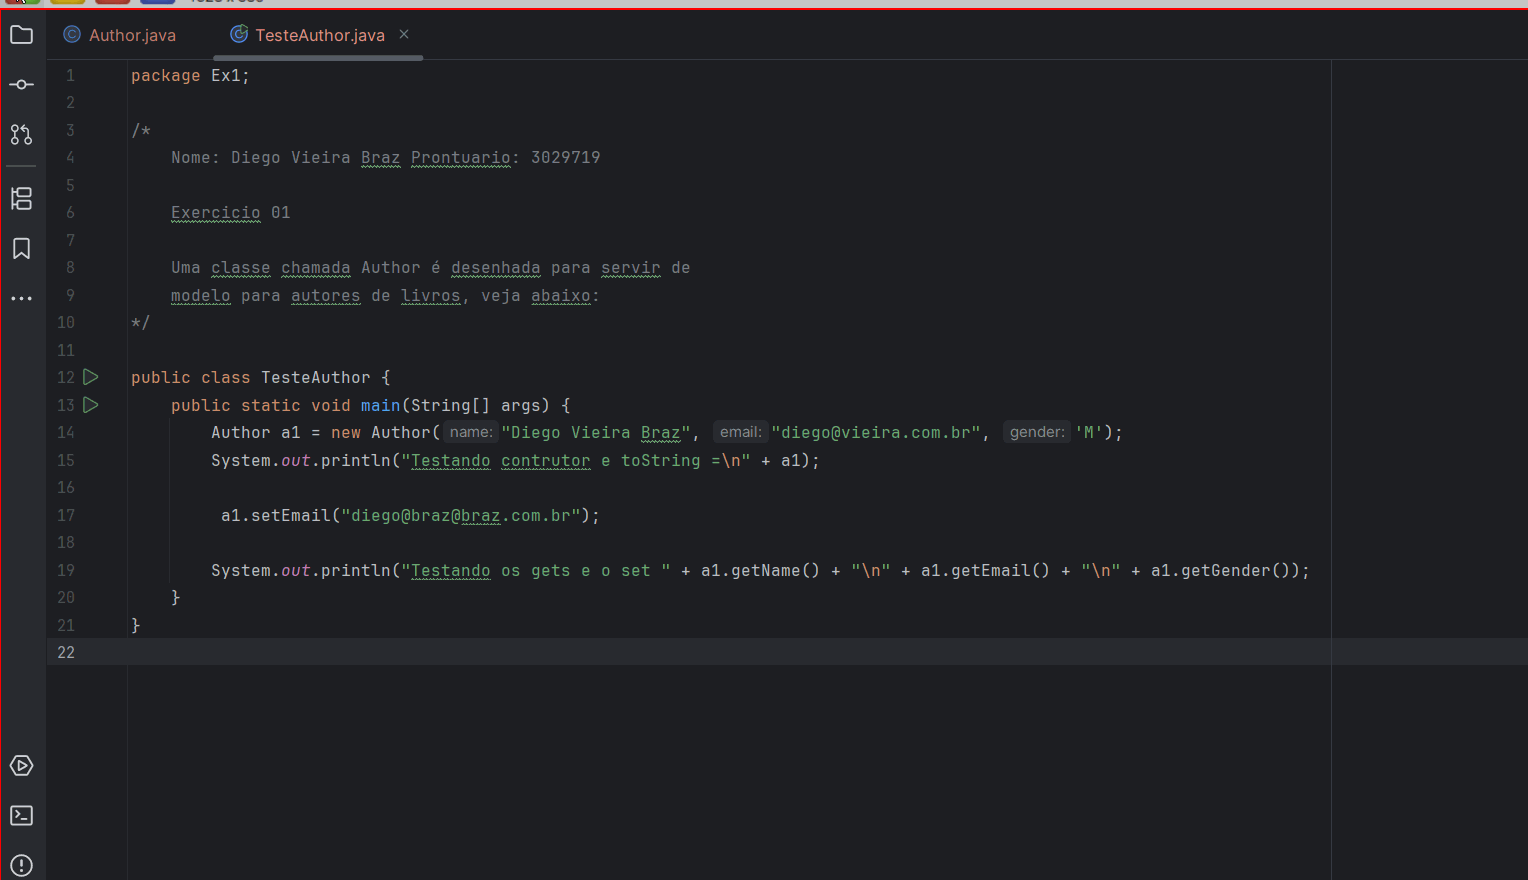 Author.java
TesteAuthor.java
1 package Ex1;
2
3 /*
4 Nome: Diego Vieira Braz Prontuario: 3029719
5
6 Exercicio 01
7
8 Uma classe chamada Author é desenhada para servir de
9 modelo para autores de livros, veja abaixo:
10 */
11
12 public class TesteAuthor {
13 public static void main(String[] args) {
14 Author a1 = new Author( name: "Diego Vieira Braz", email: "diego@vieira.com.br", gender: 'M');
15 System.out.println("Testando contrutor e toString =\n" + a1);
16
17 a1.setEmail("diego@braz@braz.com.br");
18
19 System.out.println("Testando os gets e o set " + a1.getName() + "\n" + a1.getEmail() + "\n" + a1.getGender());
20 }
21 }
22